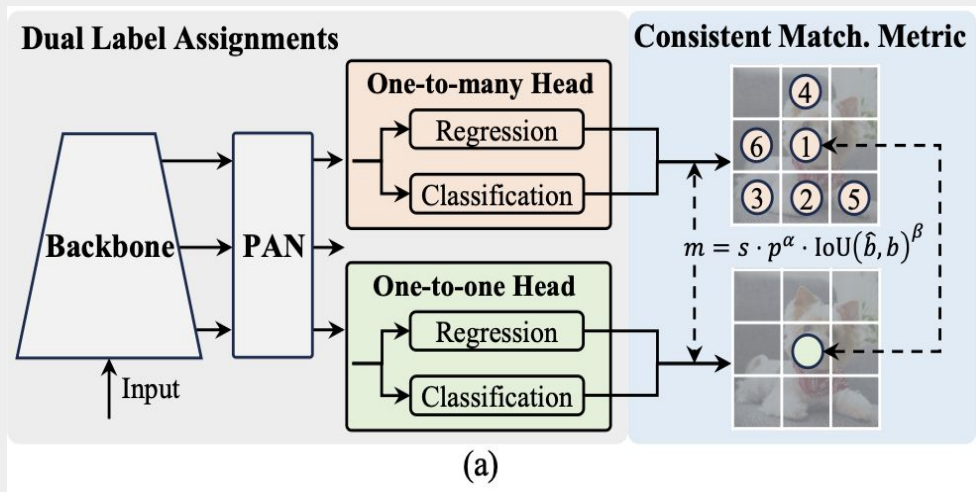 Dual Label Assignments
Consistent Match. Metric
One-to-many Head
Regression
Classification
Backbone
PAN
Input
One-to-one Head
Regression
Classification
4
6 1
3 2 5
m = s · p^α · IoU(b̂, b)^β
(a)